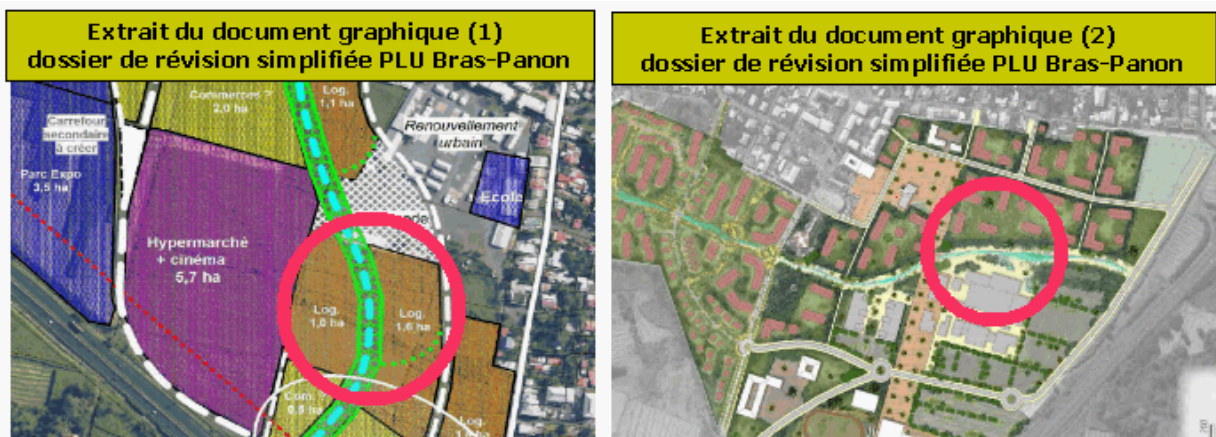 Extrait du document graphique (1)
dossier de révision simplifiée PLU Bras-Panon
Extrait du document graphique (2)
dossier de révision simplifiée PLU Bras-Panon
Commerces ?
2,0 ha
Log.
1,1 ha
Carrefour
secondaire
à créer
Renouvellement
urbain
Parc Expo
3,5 ha
Ecole
Hypermarché
+ cinéma
5,7 ha
Log.
1,0 ha
Log.
1,6 ha
Com. ?
0,8 ha
Log.